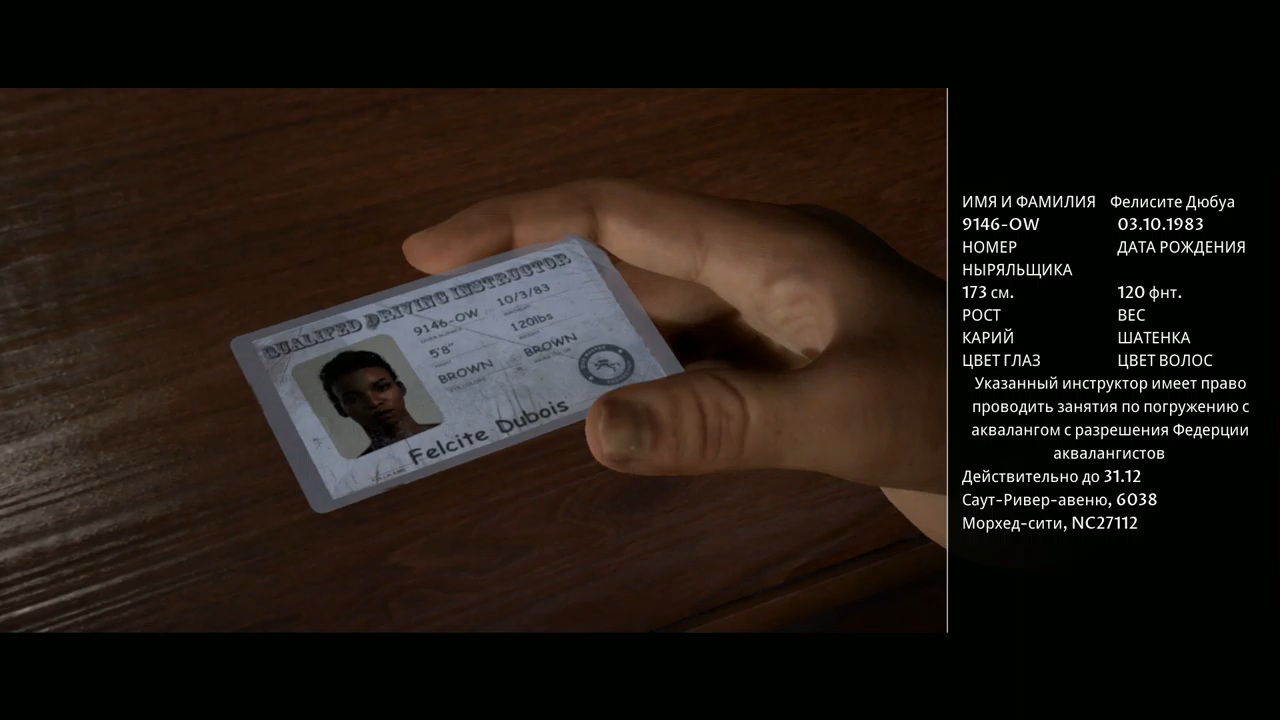 QUALIFED DRIVING INSTRUCTOR
9146-OW 10/3/83
5'8" 120lbs
BROWN BROWN
Felcite Dubois
ИМЯ И ФАМИЛИЯ Фелисите Дюбуа
9146-OW 03.10.1983
НОМЕР ДАТА РОЖДЕНИЯ
НЫРЯЛЬЩИКА
173 см. 120 фнт.
РОСТ ВЕС
КАРИЙ ШАТЕНКА
ЦВЕТ ГЛАЗ ЦВЕТ ВОЛОС
Указанный инструктор имеет право
проводить занятия по погружению с
аквалангом с разрешения Федерции
аквалангистов
Действительно до 31.12
Саут-Ривер-авеню, 6038
Морхед-сити, NC27112